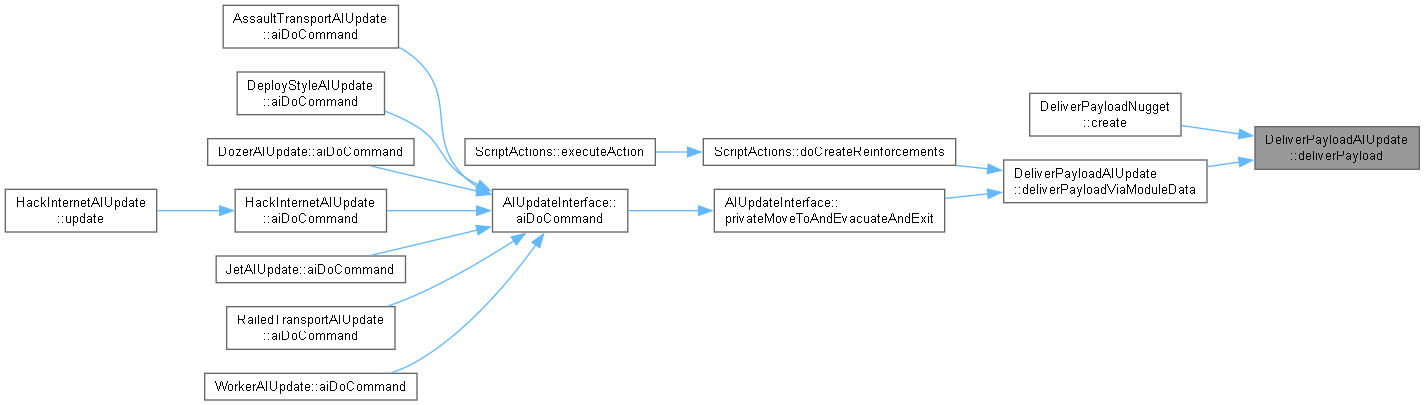 AssaultTransportAIUpdate
::aiDoCommand
DeployStyleAIUpdate
::aiDoCommand
DozerAIUpdate::aiDoCommand
HackInternetAIUpdate
::update
HackInternetAIUpdate
::aiDoCommand
JetAIUpdate::aiDoCommand
RailedTransportAIUpdate
::aiDoCommand
WorkerAIUpdate::aiDoCommand
ScriptActions::executeAction
AIUpdateInterface::
aiDoCommand
ScriptActions::doCreateReinforcements
AIUpdateInterface::
privateMoveToAndEvacuateAndExit
DeliverPayloadNugget
::create
DeliverPayloadAIUpdate
::deliverPayloadViaModuleData
DeliverPayloadAIUpdate
::deliverPayload